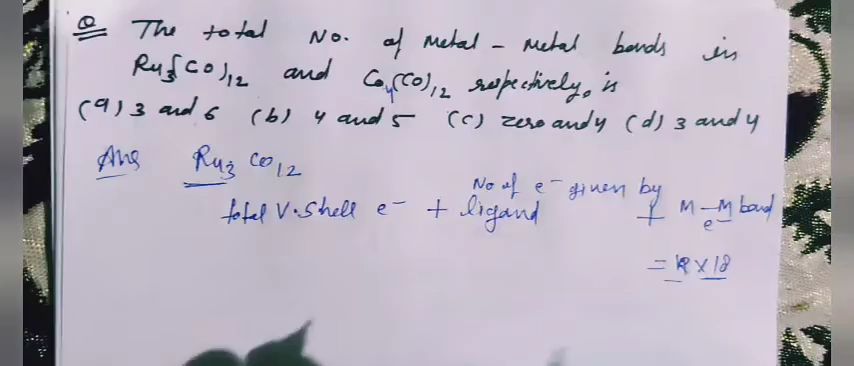 Q The total No. of Metal - Metal bonds in
Ru3(CO)12 and Co4(CO)12 respectively, is
(a) 3 and 6 (b) 4 and 5 (c) zero and 4 (d) 3 and 4
Ans Ru3 CO12
total V.Shell e- + No of e- given by ligand + M-M bond e-
= × 18